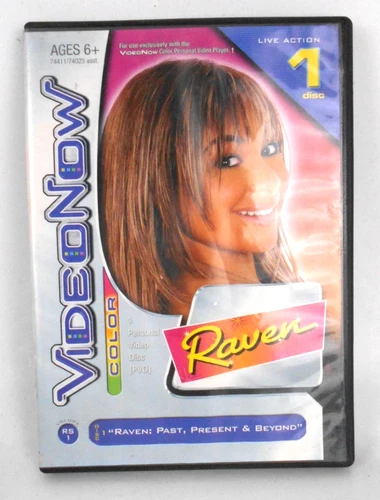 AGES 6+
74411/74025 asst.
For use exclusively with the
VIDEONOW Color Personal Video Player.!
LIVE ACTION
1
disc
VIDEONOW
COLOR
Personal
Video
Disc
(PVD)
Raven
RS
1
1 "RAVEN: PAST, PRESENT & BEYOND"